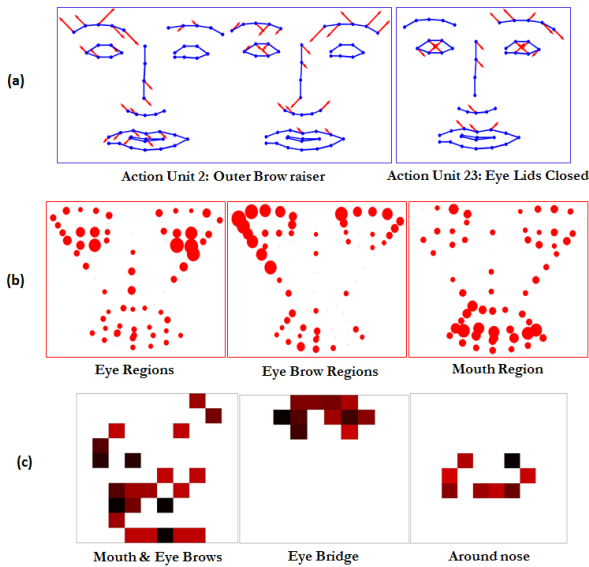 (a)
Action Unit 2: Outer Brow raiser
Action Unit 23: Eye Lids Closed
(b)
Eye Regions
Eye Brow Regions
Mouth Region
(c)
Mouth & Eye Brows
Eye Bridge
Around nose